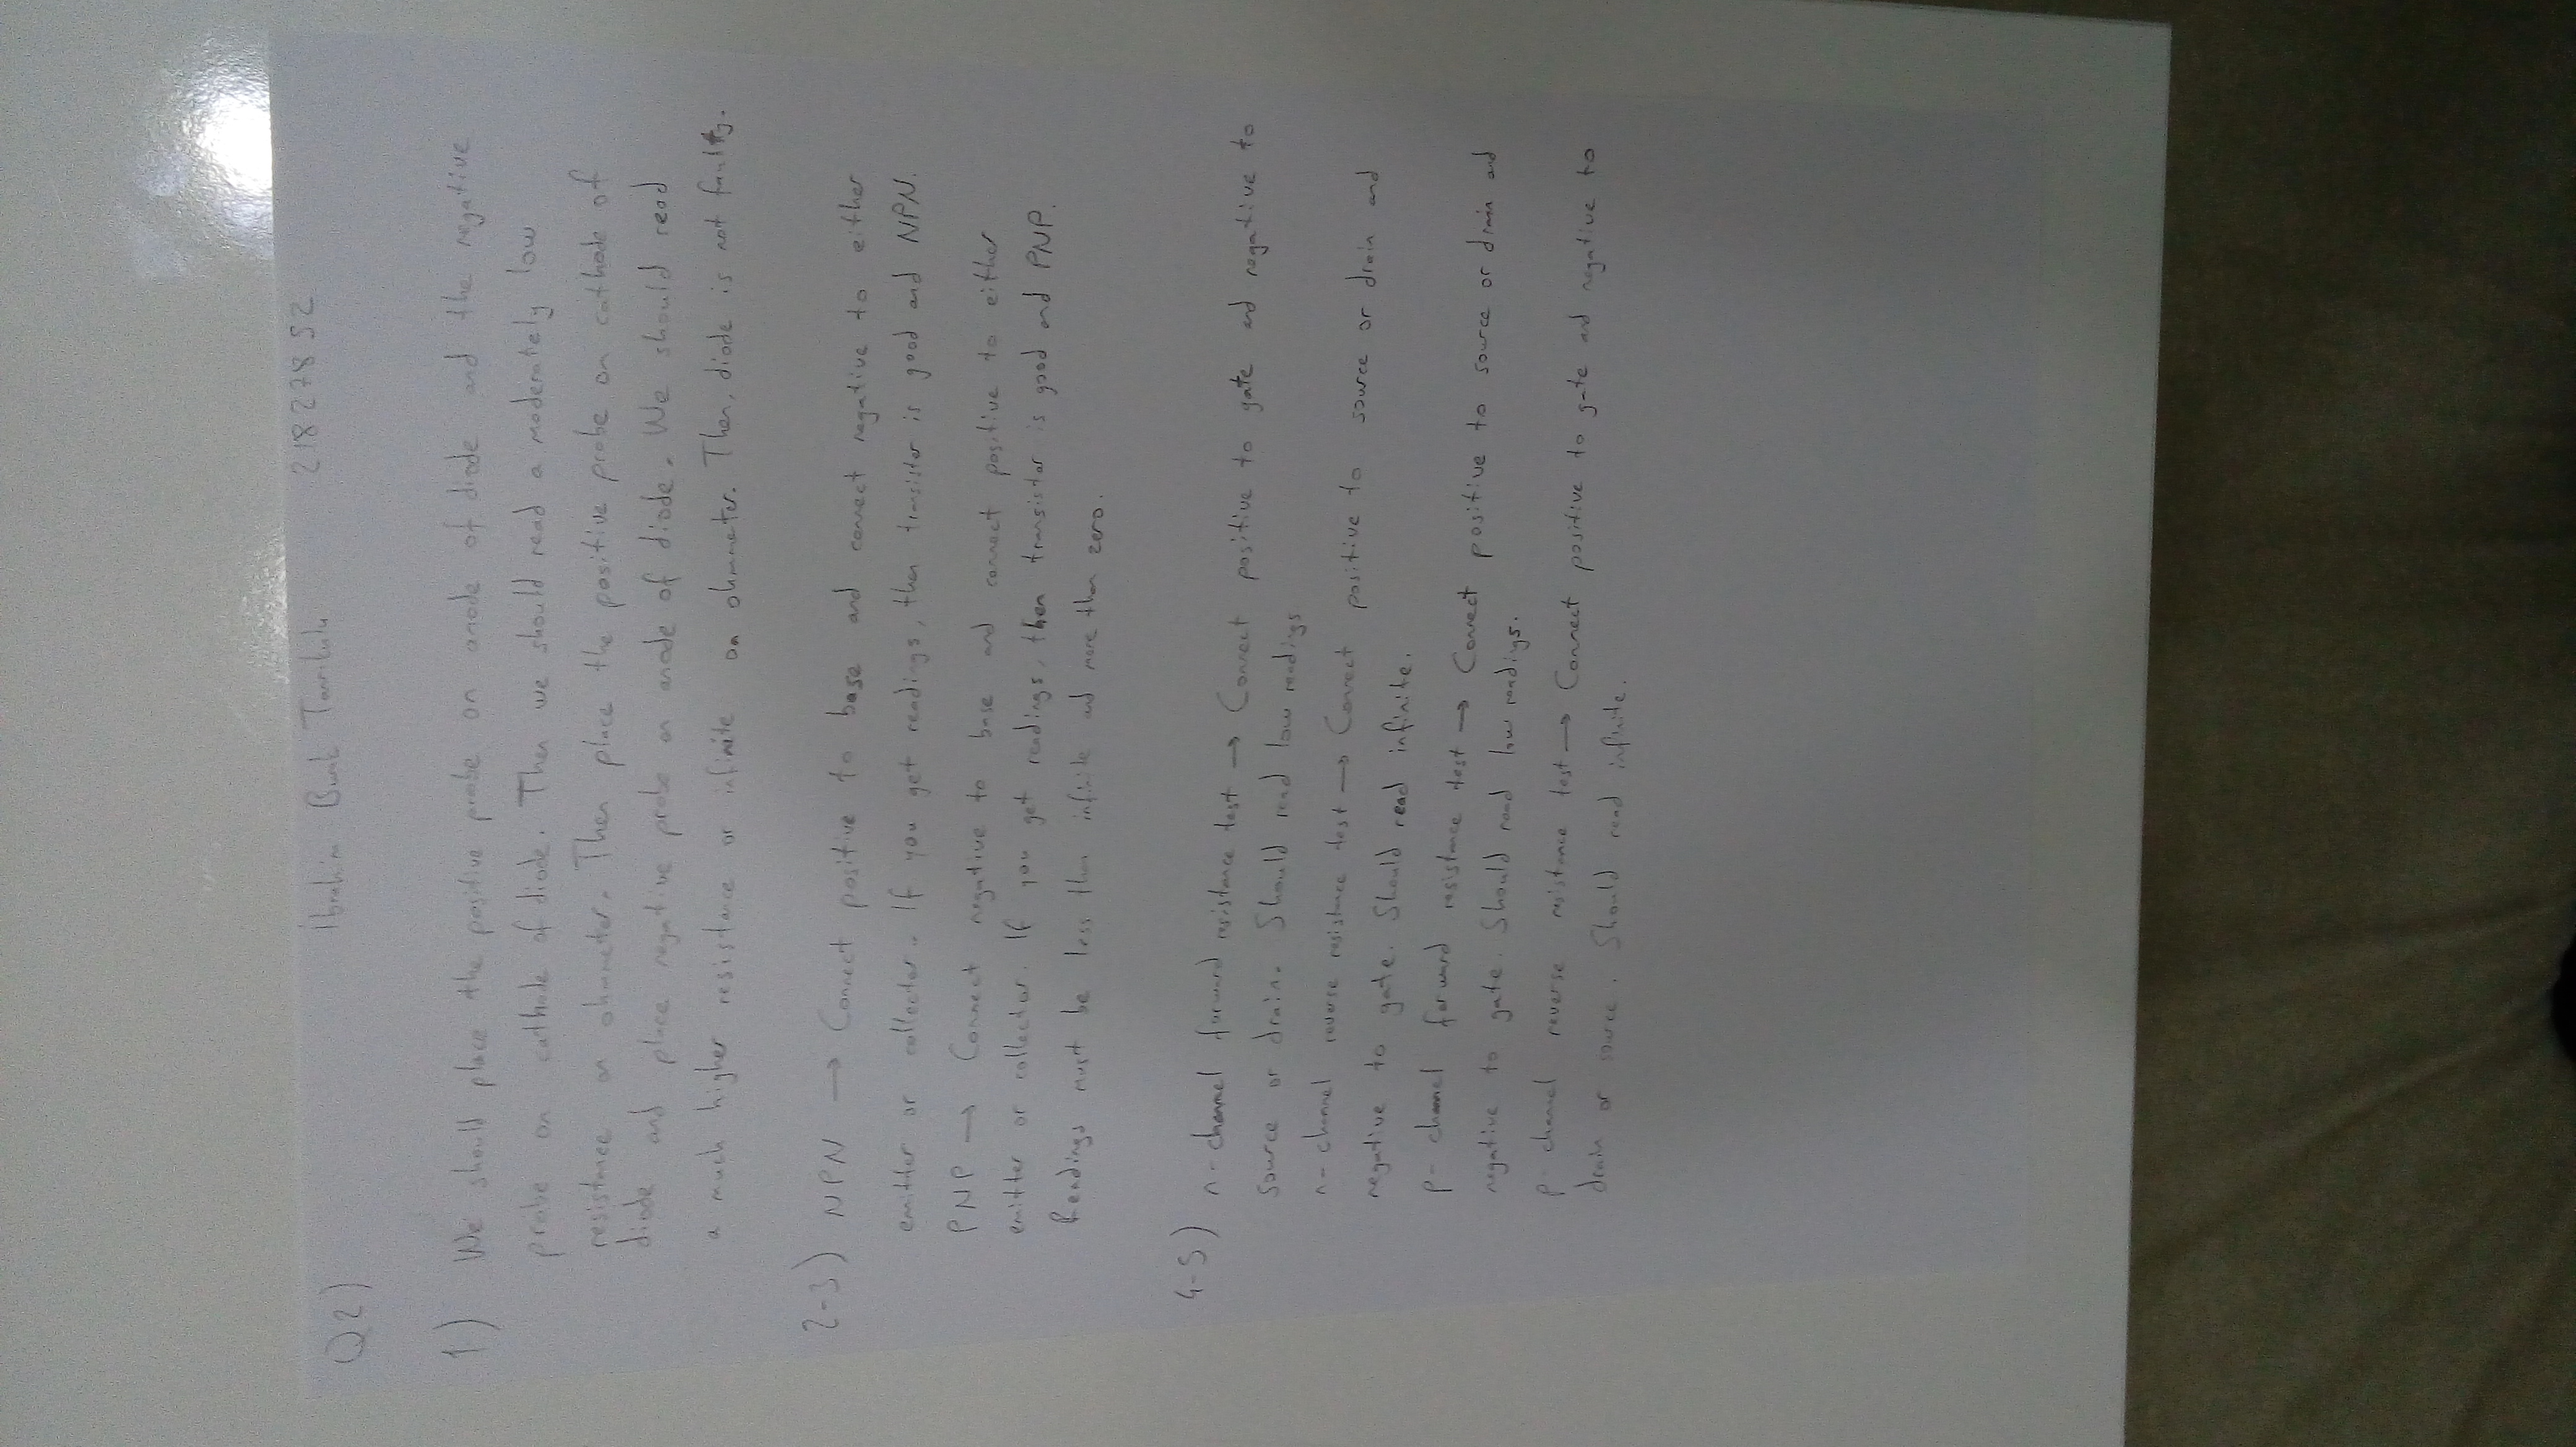 Q2)
İbrahim Burak Tanrıkulu 21827852
1) We should place the positive probe on anode of diode and the negative
probe on cathode of diode. Then we should read a moderately low
resistance on ohmmeter. Then place the positive probe on cathode of
diode and place negative probe on anode of diode. We should read
a much higher resistance or infinite on ohmmeter. Then, diode is not faulty.
2-3) NPN → Connect positive to base and connect negative to either
emitter or collector. If you get readings, then transistor is good and NPN.
PNP → Connect negative to base and connect positive to either
emitter or collector. If you get readings, then transistor is good and PNP.
Readings must be less than infinite and more than zero.
4-5) n-channel forward resistance test → Connect positive to gate and negative to
source or drain. Should read low readings
n-channel reverse resistance test → Connect positive to source or drain and
negative to gate. Should read infinite.
p-channel forward resistance test → Connect positive to source or drain and
negative to gate. Should read low readings.
p channel reverse resistance test → Connect positive to gate and negative to
drain or source. Should read infinite.